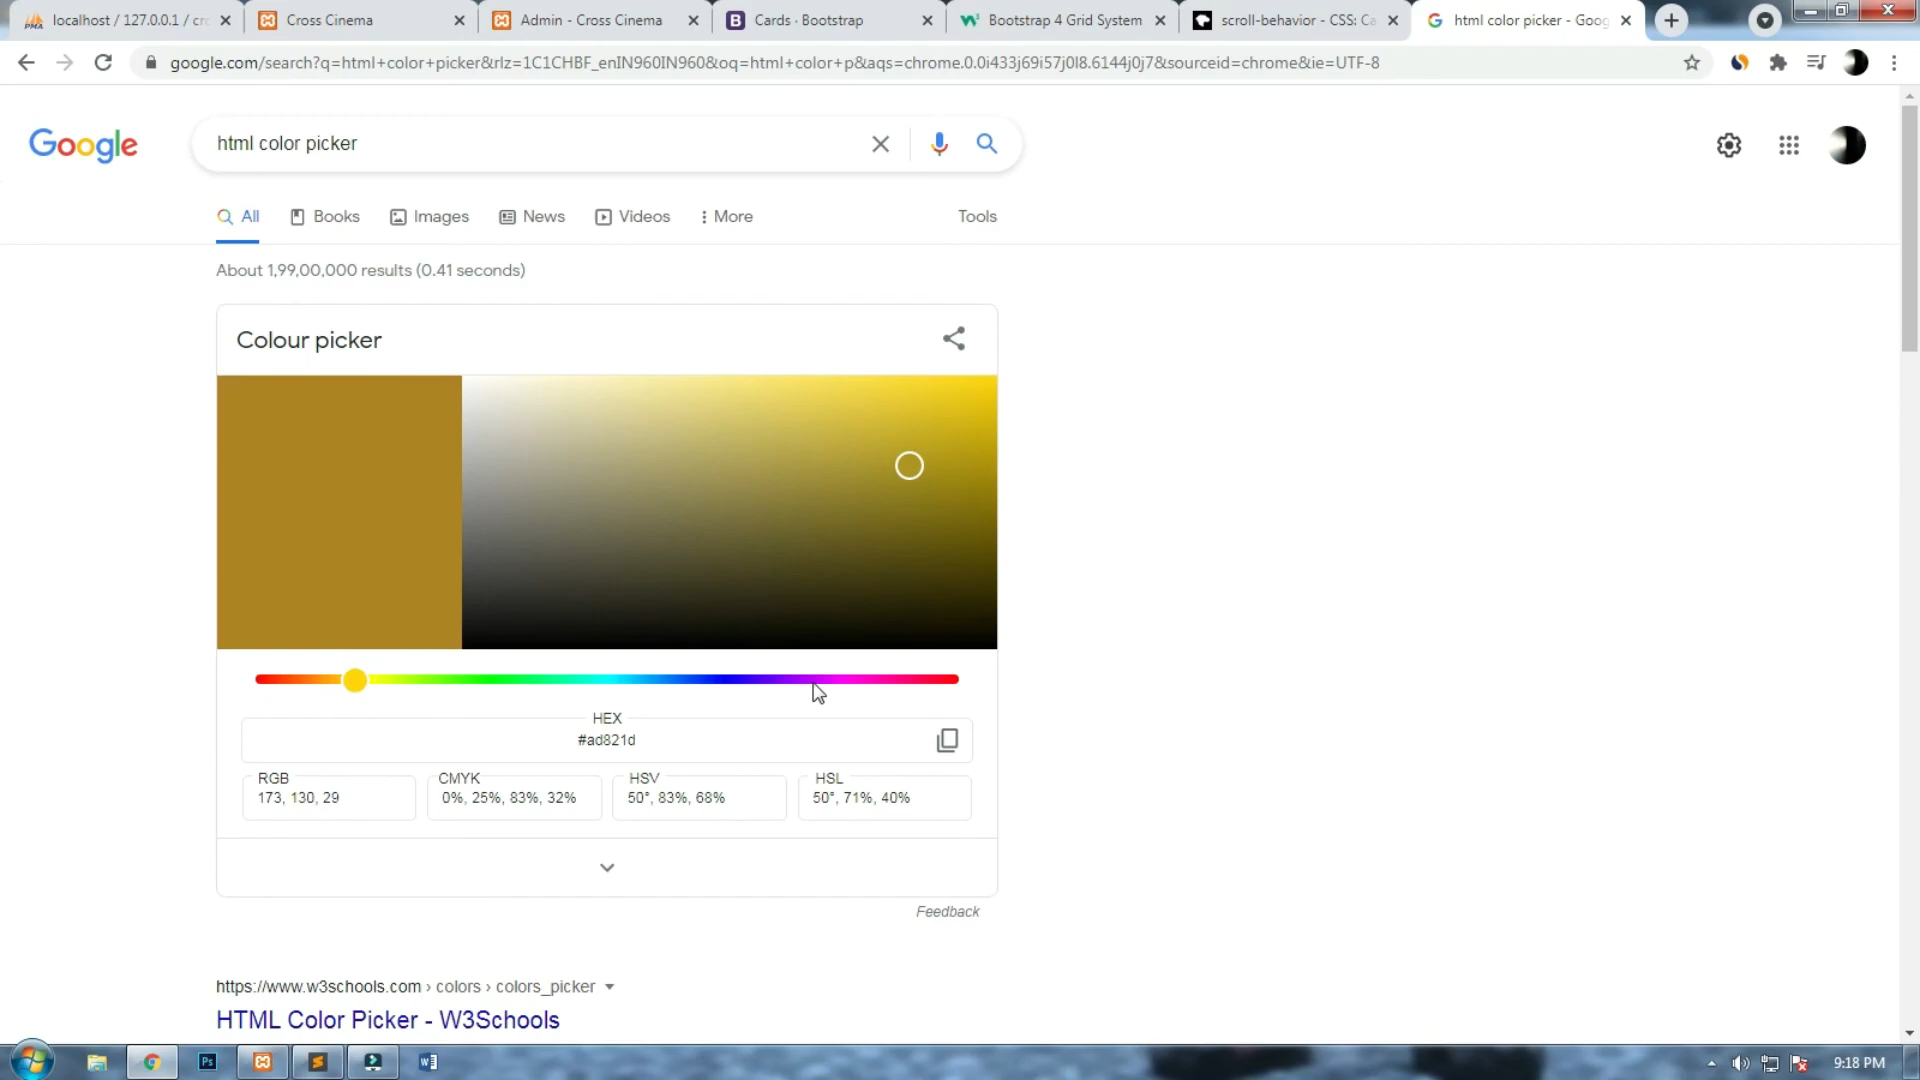 localhost / 127.0.0.1 / cro
Cross Cinema
Admin - Cross Cinema
Cards · Bootstrap
Bootstrap 4 Grid System
scroll-behavior - CSS: Ca
html color picker - Goog
google.com/search?q=html+color+picker&rlz=1C1CHBF_enIN960IN960&oq=html+color+p&aqs=chrome.0.0i433j69i57j0l8.6144j0j7&sourceid=chrome&ie=UTF-8
Google
html color picker
All
Books
Images
News
Videos
More
Tools
About 1,99,00,000 results (0.41 seconds)
Colour picker
HEX
#ad821d
RGB
173, 130, 29
CMYK
0%, 25%, 83%, 32%
HSV
50°, 83%, 68%
HSL
50°, 71%, 40%
Feedback
https://www.w3schools.com › colors › colors_picker
HTML Color Picker - W3Schools
Ps
9:18 PM